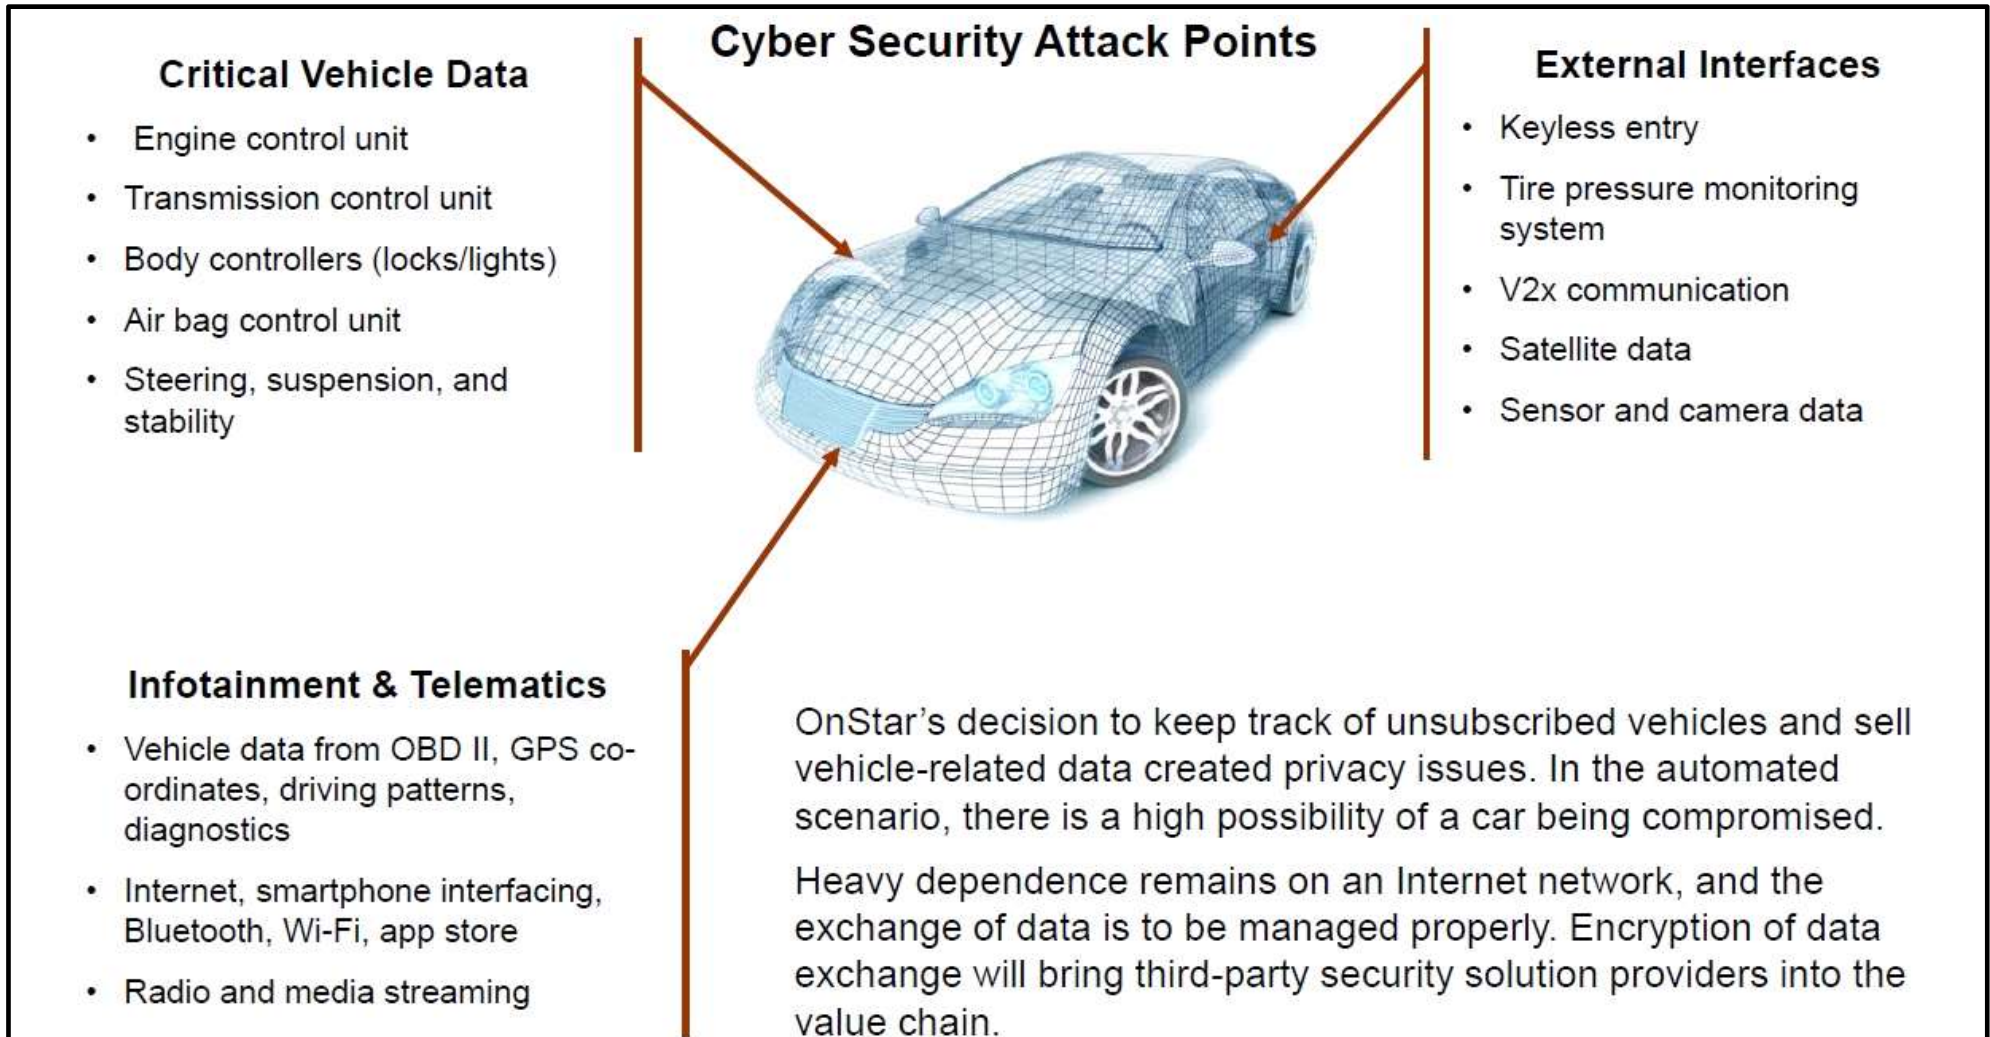 Cyber Security Attack Points
Critical Vehicle Data
• Engine control unit
• Transmission control unit
• Body controllers (locks/lights)
• Air bag control unit
• Steering, suspension, and
stability
External Interfaces
• Keyless entry
• Tire pressure monitoring
system
• V2x communication
• Satellite data
• Sensor and camera data
Infotainment & Telematics
• Vehicle data from OBD II, GPS co-
ordinates, driving patterns,
diagnostics
• Internet, smartphone interfacing,
Bluetooth, Wi-Fi, app store
• Radio and media streaming
OnStar’s decision to keep track of unsubscribed vehicles and sell
vehicle-related data created privacy issues. In the automated
scenario, there is a high possibility of a car being compromised.
Heavy dependence remains on an Internet network, and the
exchange of data is to be managed properly. Encryption of data
exchange will bring third-party security solution providers into the
value chain.